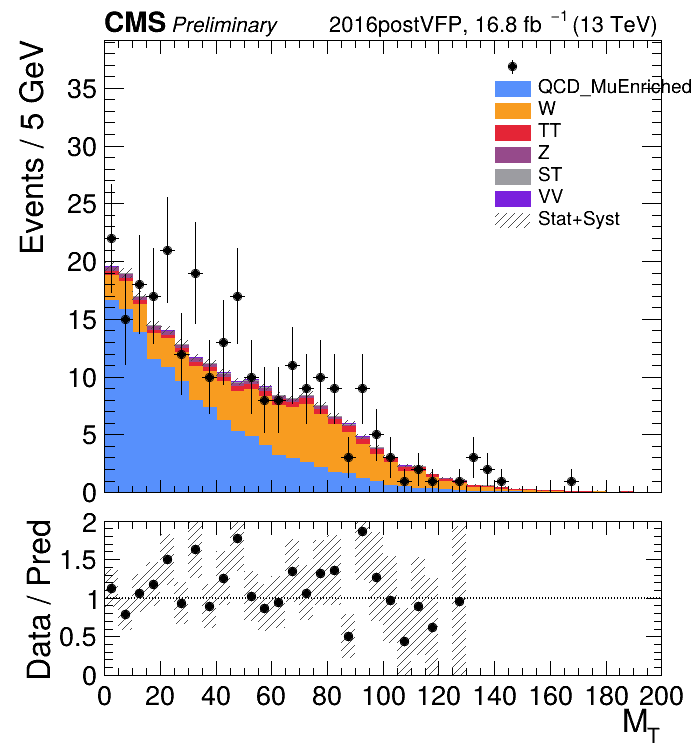 CMS Preliminary 2016postVFP, 16.8 fb⁻¹ (13 TeV)
Events / 5 GeV
35
30
25
20
15
10
5
0
QCD_MuEnriched
W
TT
Z
ST
VV
Stat+Syst
Data / Pred
2
1.5
1
0.5
0
0 20 40 60 80 100 120 140 160 180 200
M_T